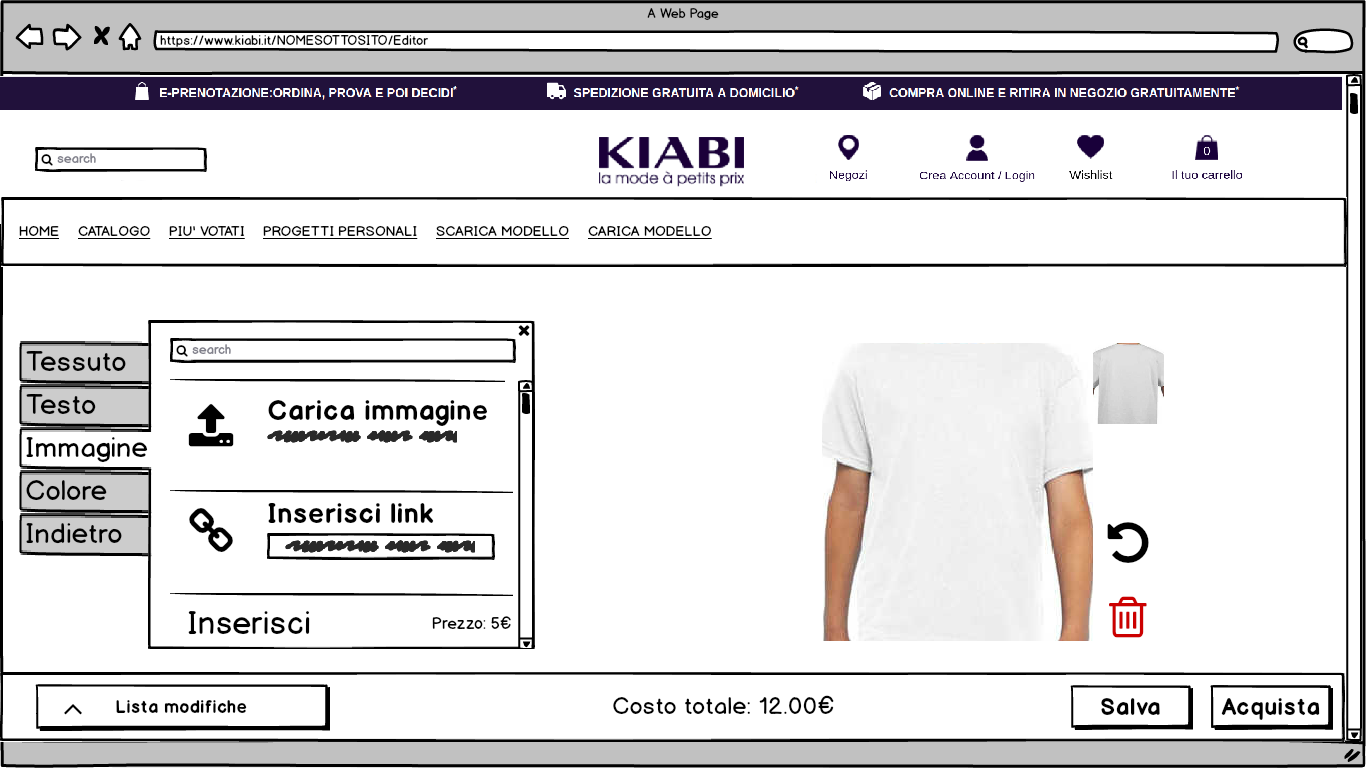 A Web Page
https://www.kiabi.it/NOMESOTTOSITO/Editor
E-PRENOTAZIONE:ORDINA, PROVA E POI DECIDI*
SPEDIZIONE GRATUITA A DOMICILIO*
COMPRA ONLINE E RITIRA IN NEGOZIO GRATUITAMENTE*
search
KIABI
la mode à petits prix
Negozi
Crea Account / Login
Wishlist
0
Il tuo carrello
HOME CATALOGO PIU' VOTATI PROGETTI PERSONALI SCARICA MODELLO CARICA MODELLO
Tessuto
Testo
Immagine
Colore
Indietro
search
Carica immagine
Inserisci link
Inserisci
Prezzo: 5€
Lista modifiche
Costo totale: 12.00€
Salva
Acquista